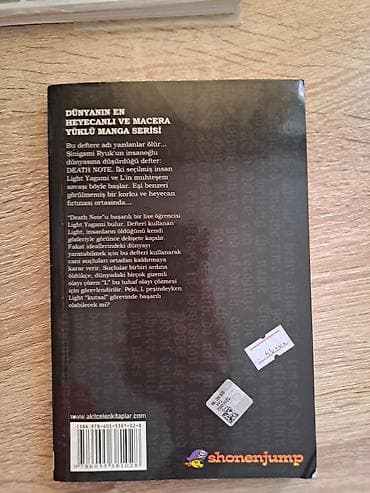 DÜNYANIN EN
HEYECANLI VE MACERA
YÜKLÜ MANGA SERİSİ
Bu deftere adı yazılanlar ölür...
Şinigami Ryuk'un insanoğlu
dünyasına düşürdüğü defter:
DEATH NOTE. İki seçilmiş insan
Light Yagami ve L'in muhteşem
savaşı böyle başlar. Eşi benzeri
görülmemiş bir korku ve heyecan
fırtınası ortasında...
"Death Note"u başarılı bir lise öğrencisi
Light Yagami bulur. Defteri kullanan
Light, insanların öldüğünü kendi
gözleriyle görünce dehşete kapılır.
Fakat ideallerindeki dünyayı
yaratabilmek için bu defteri kullanarak
cani suçluları ortadan kaldırmaya
karar verir. Suçlular birbiri ardına
öldükçe, dünyadaki birçok gizemli
olayı çözen "L" bu tuhaf olayı çözmesi
için görevlendirilir. Peki, L peşindeyken
Light "kutsal" görevinde başarılı
olabilecek mi?
www.akilcelenkitaplar.com
shonenjump